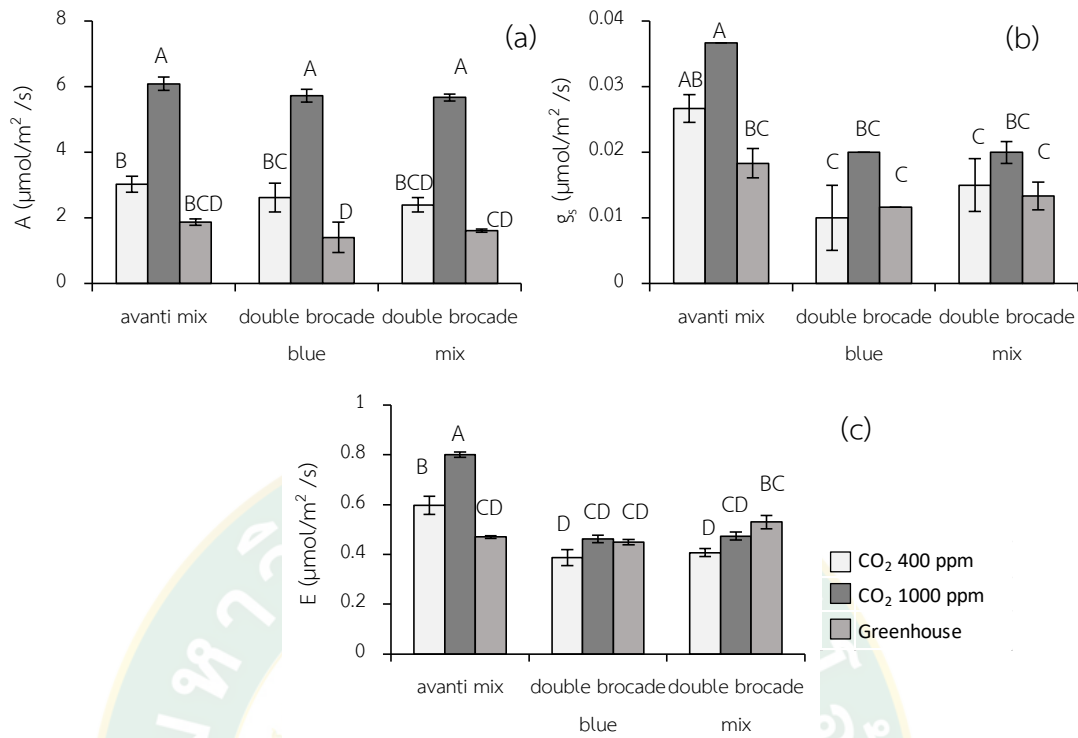 (a)
A (µmol/m² /s)
8
6
4
2
0
B
A
BCD
BC
A
D
BCD
A
CD
avanti mix
double brocade blue
double brocade mix
(b)
gₛ (µmol/m² /s)
0.04
0.03
0.02
0.01
0
AB
A
BC
C
BC
C
C
BC
C
avanti mix
double brocade blue
double brocade mix
(c)
E (µmol/m² /s)
1
0.8
0.6
0.4
0.2
0
B
A
CD
D
CD
CD
D
CD
BC
avanti mix
double brocade blue
double brocade mix
CO₂ 400 ppm
CO₂ 1000 ppm
Greenhouse